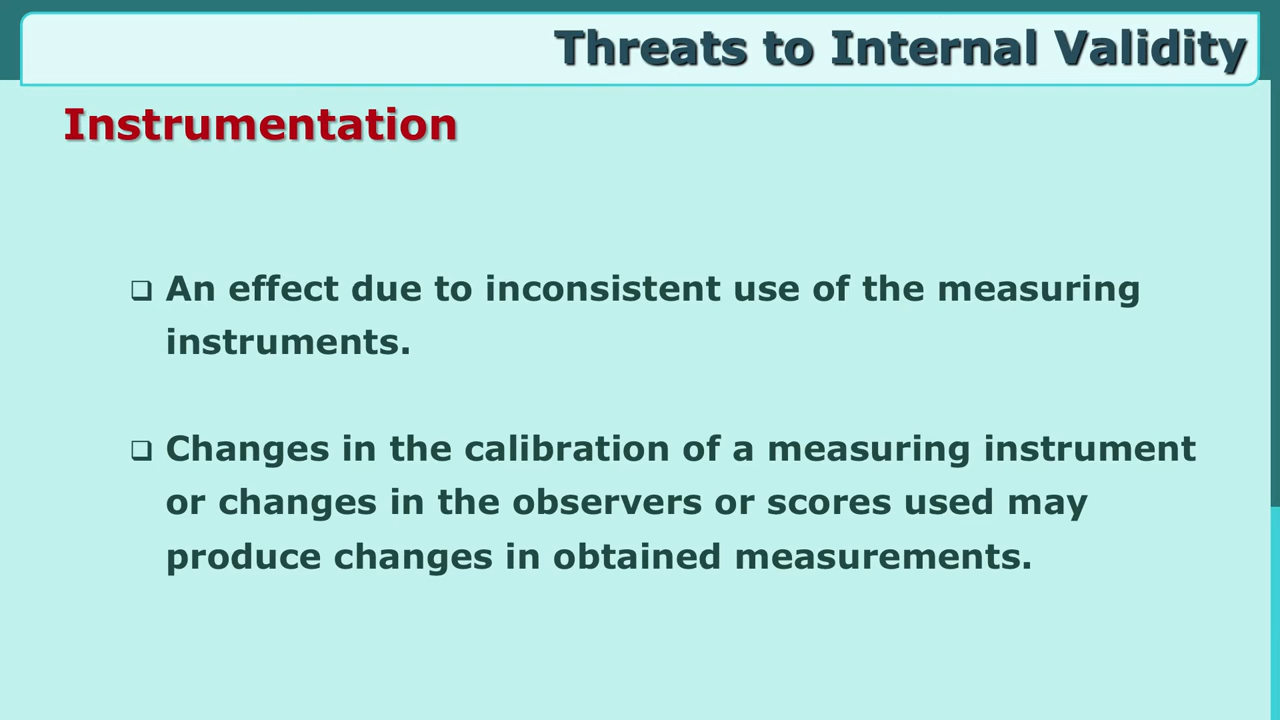 Threats to Internal Validity
Instrumentation
❑ An effect due to inconsistent use of the measuring
instruments.
❑ Changes in the calibration of a measuring instrument
or changes in the observers or scores used may
produce changes in obtained measurements.